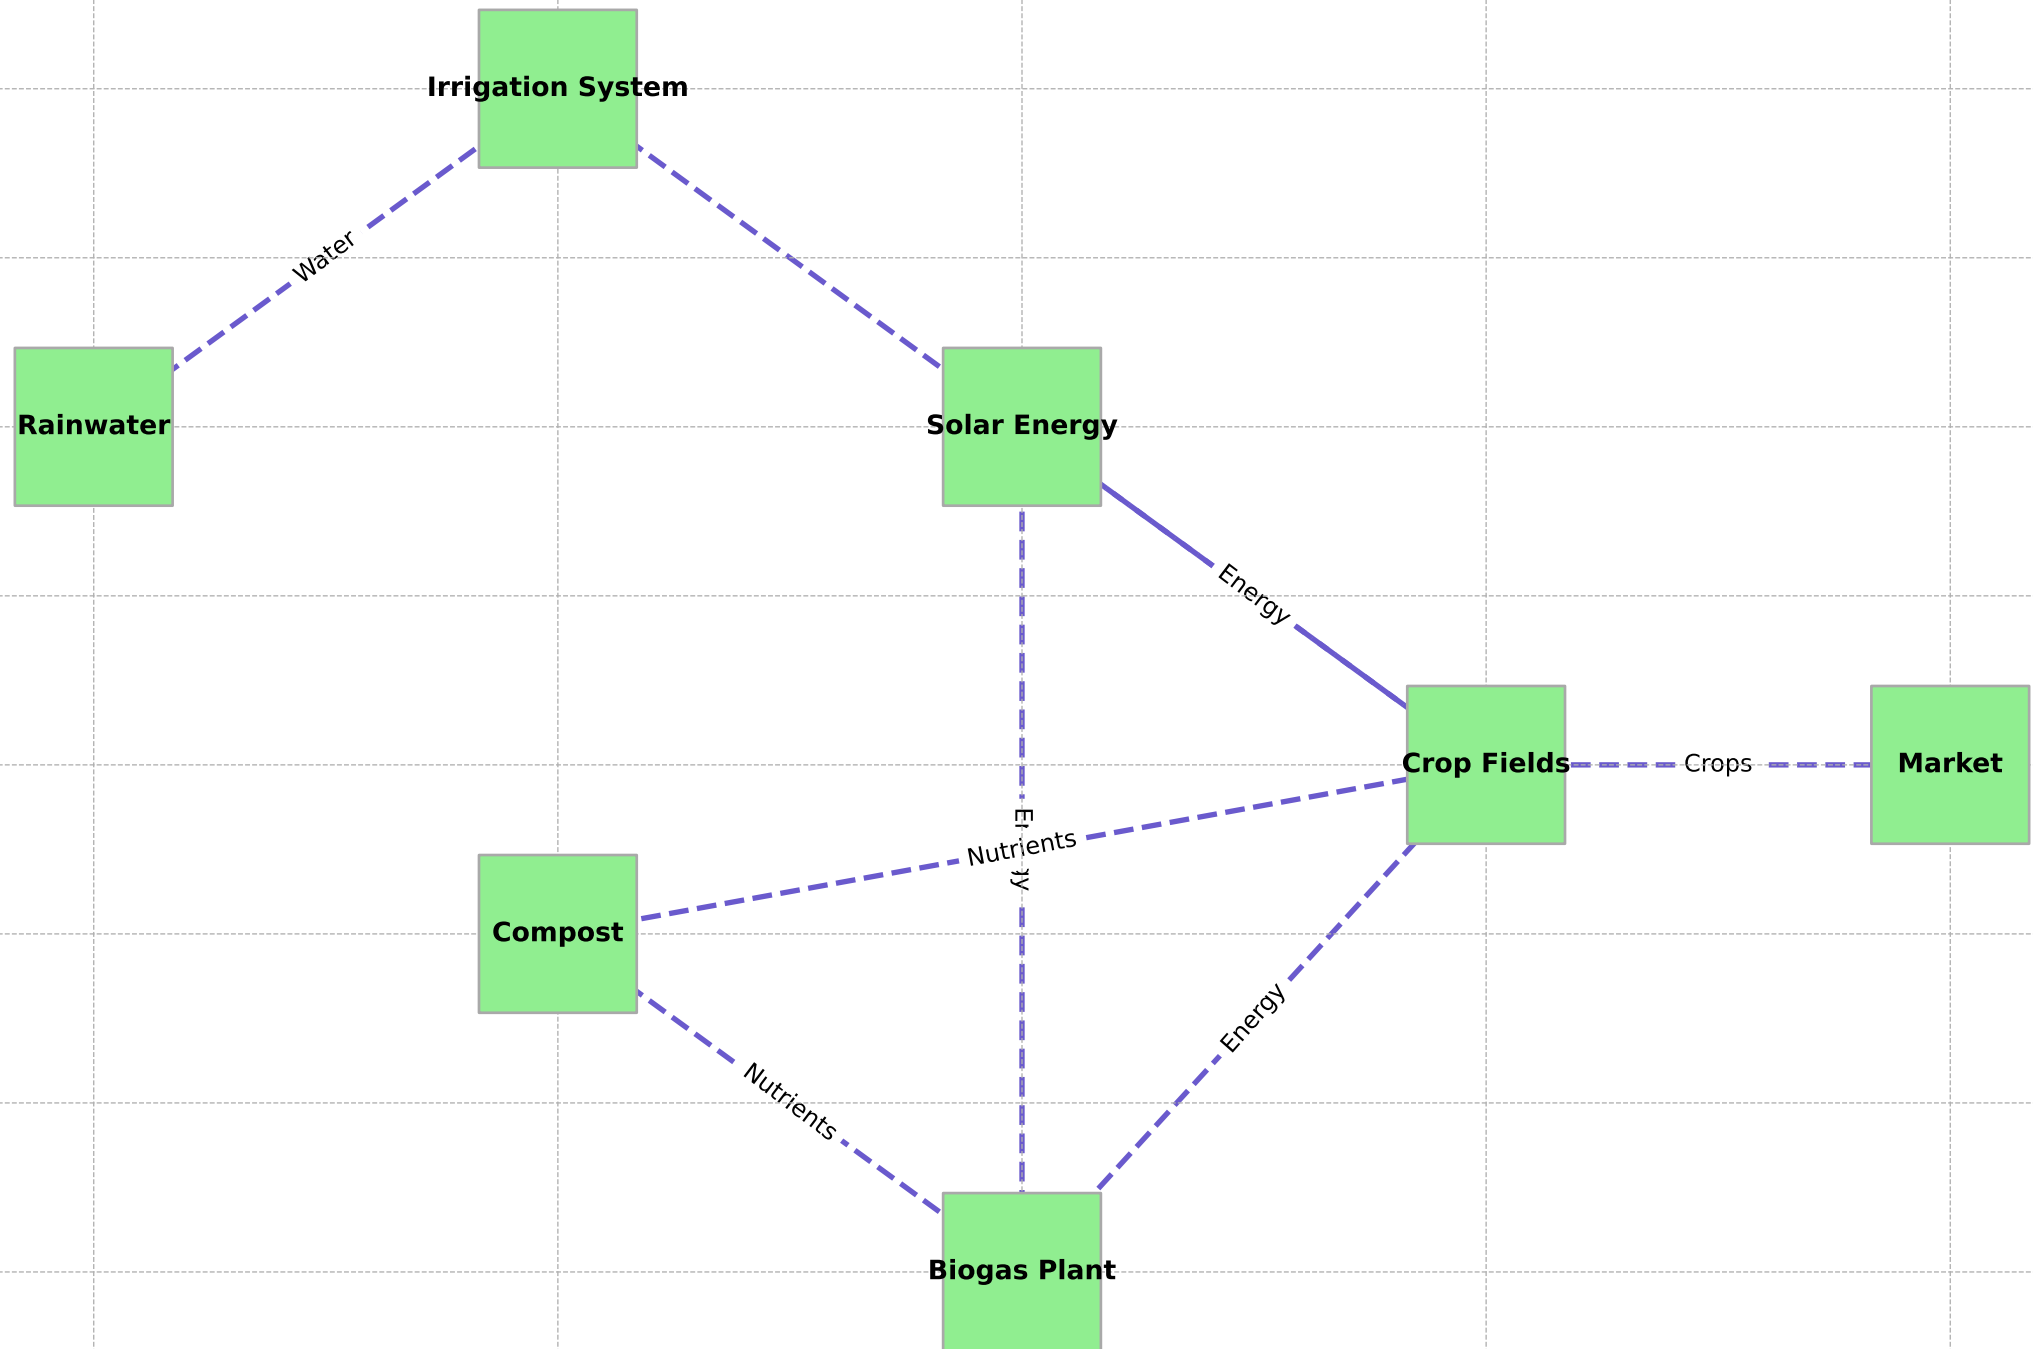 Irrigation System
Water
Rainwater
Solar Energy
Energy
Crop Fields
Crops
Market
Nutrients
Compost
Energy
Nutrients
Biogas Plant